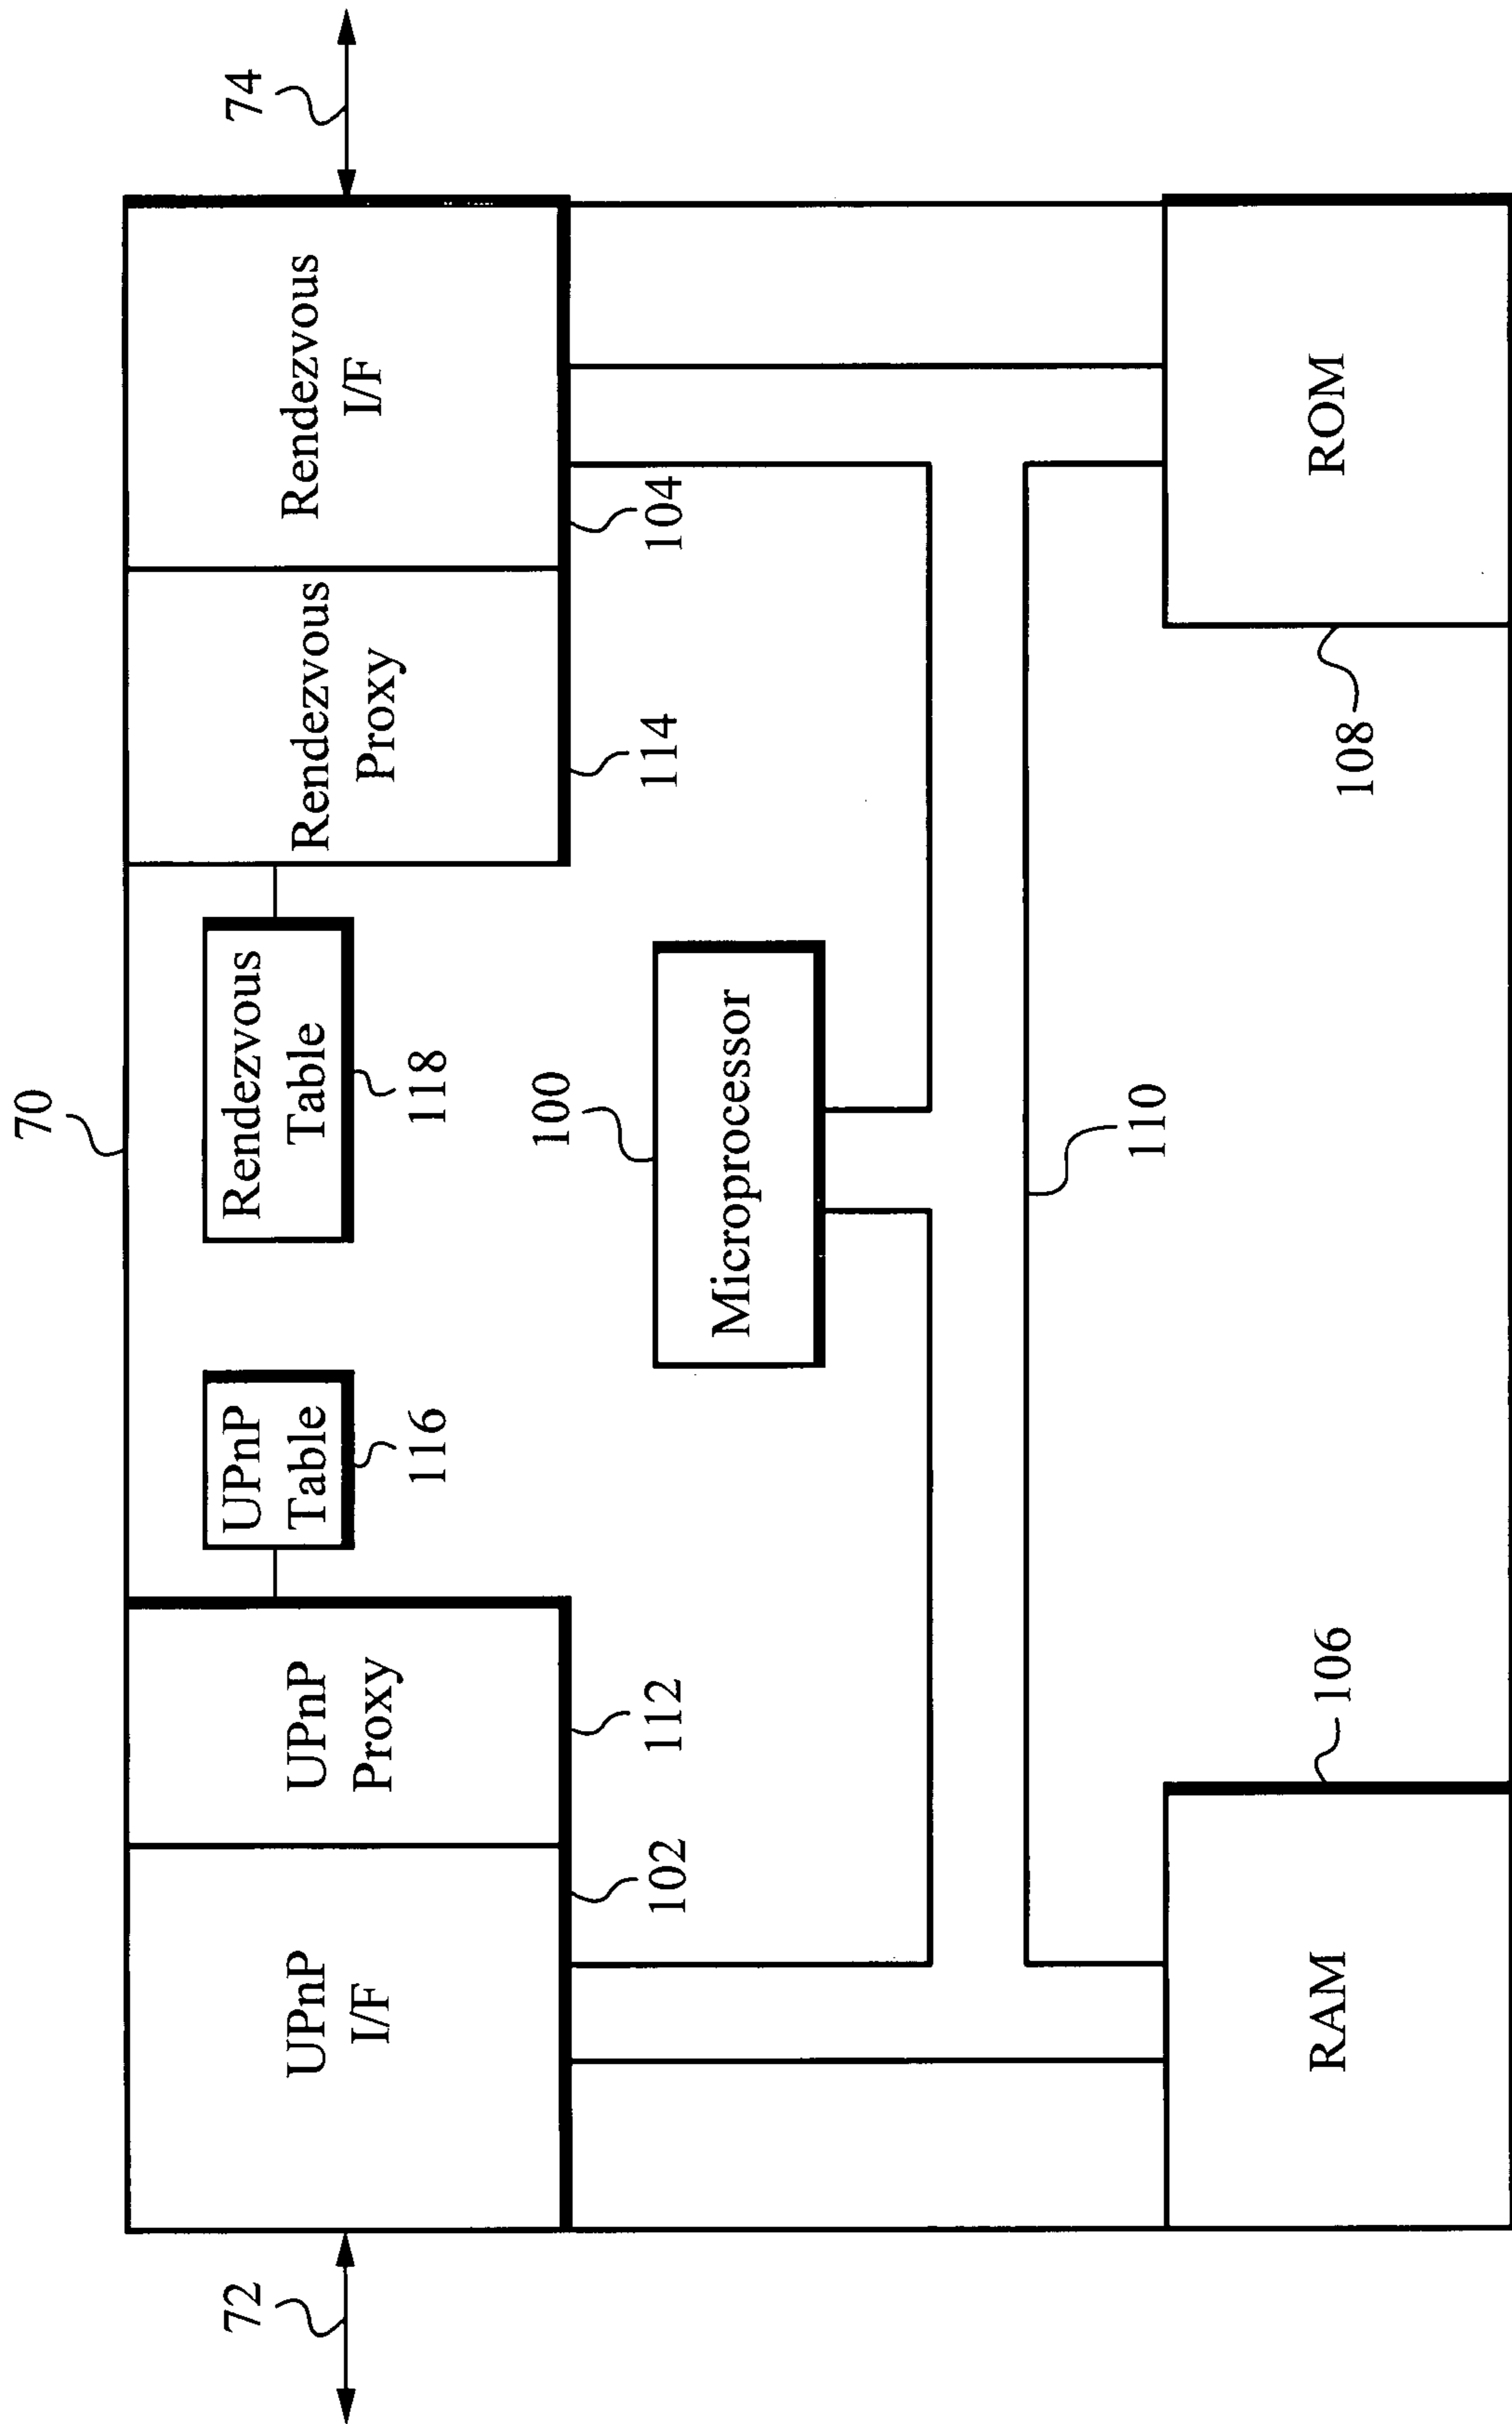 70
72
74
UPnP
I/F
UPnP
Proxy
UPnP
Table
Rendezvous
Table
Rendezvous
Proxy
Rendezvous
I/F
102
112
116
118
114
104
100
Microprocessor
110
RAM
106
108
ROM